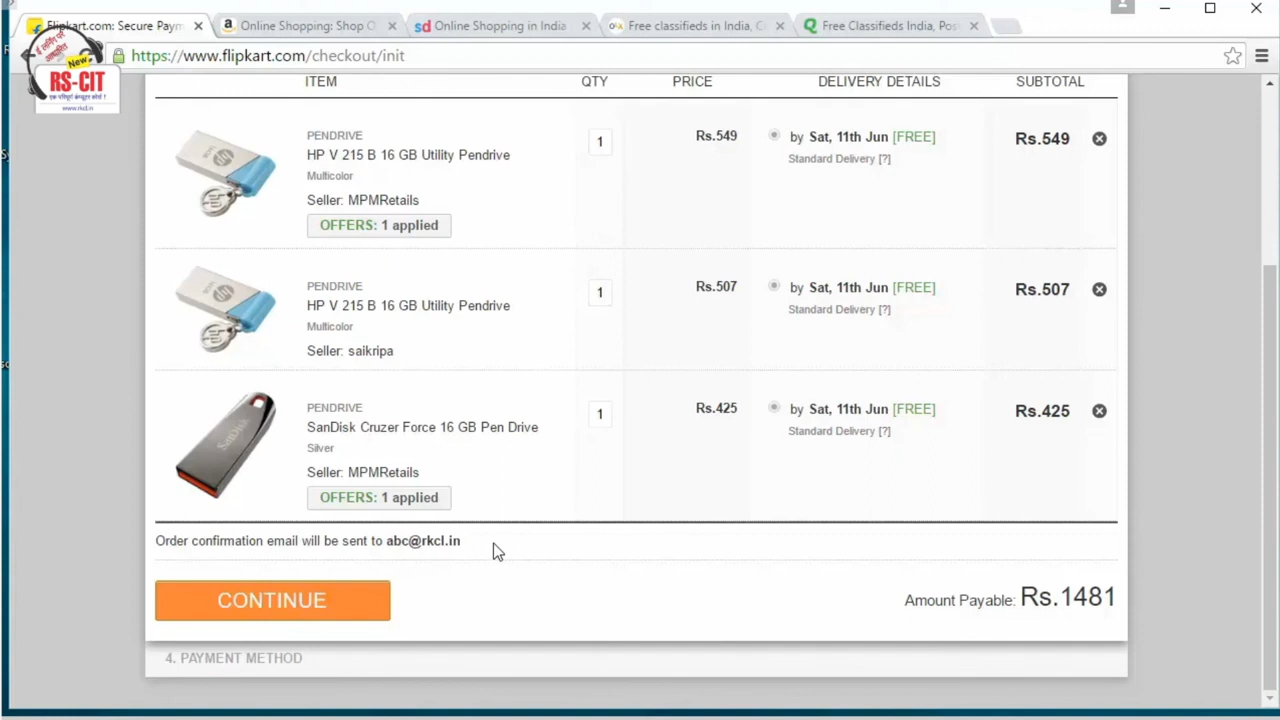 Flipkart.com: Secure Paym
Online Shopping: Shop O
sd Online Shopping in India
Free classifieds in India,
Free Classifieds India, Pos
https://www.flipkart.com/checkout/init
New
RS-CIT
www.rkcl.in
ITEM QTY PRICE DELIVERY DETAILS SUBTOTAL
PENDRIVE
HP V 215 B 16 GB Utility Pendrive
Multicolor
Seller: MPMRetails
OFFERS: 1 applied
1 Rs.549 by Sat, 11th Jun [FREE] Rs.549
Standard Delivery [?]
PENDRIVE
HP V 215 B 16 GB Utility Pendrive
Multicolor
Seller: saikripa
1 Rs.507 by Sat, 11th Jun [FREE] Rs.507
Standard Delivery [?]
PENDRIVE
SanDisk Cruzer Force 16 GB Pen Drive
Silver
Seller: MPMRetails
OFFERS: 1 applied
SanDisk
1 Rs.425 by Sat, 11th Jun [FREE] Rs.425
Standard Delivery [?]
Order confirmation email will be sent to abc@rkcl.in
CONTINUE
Amount Payable: Rs.1481
4. PAYMENT METHOD